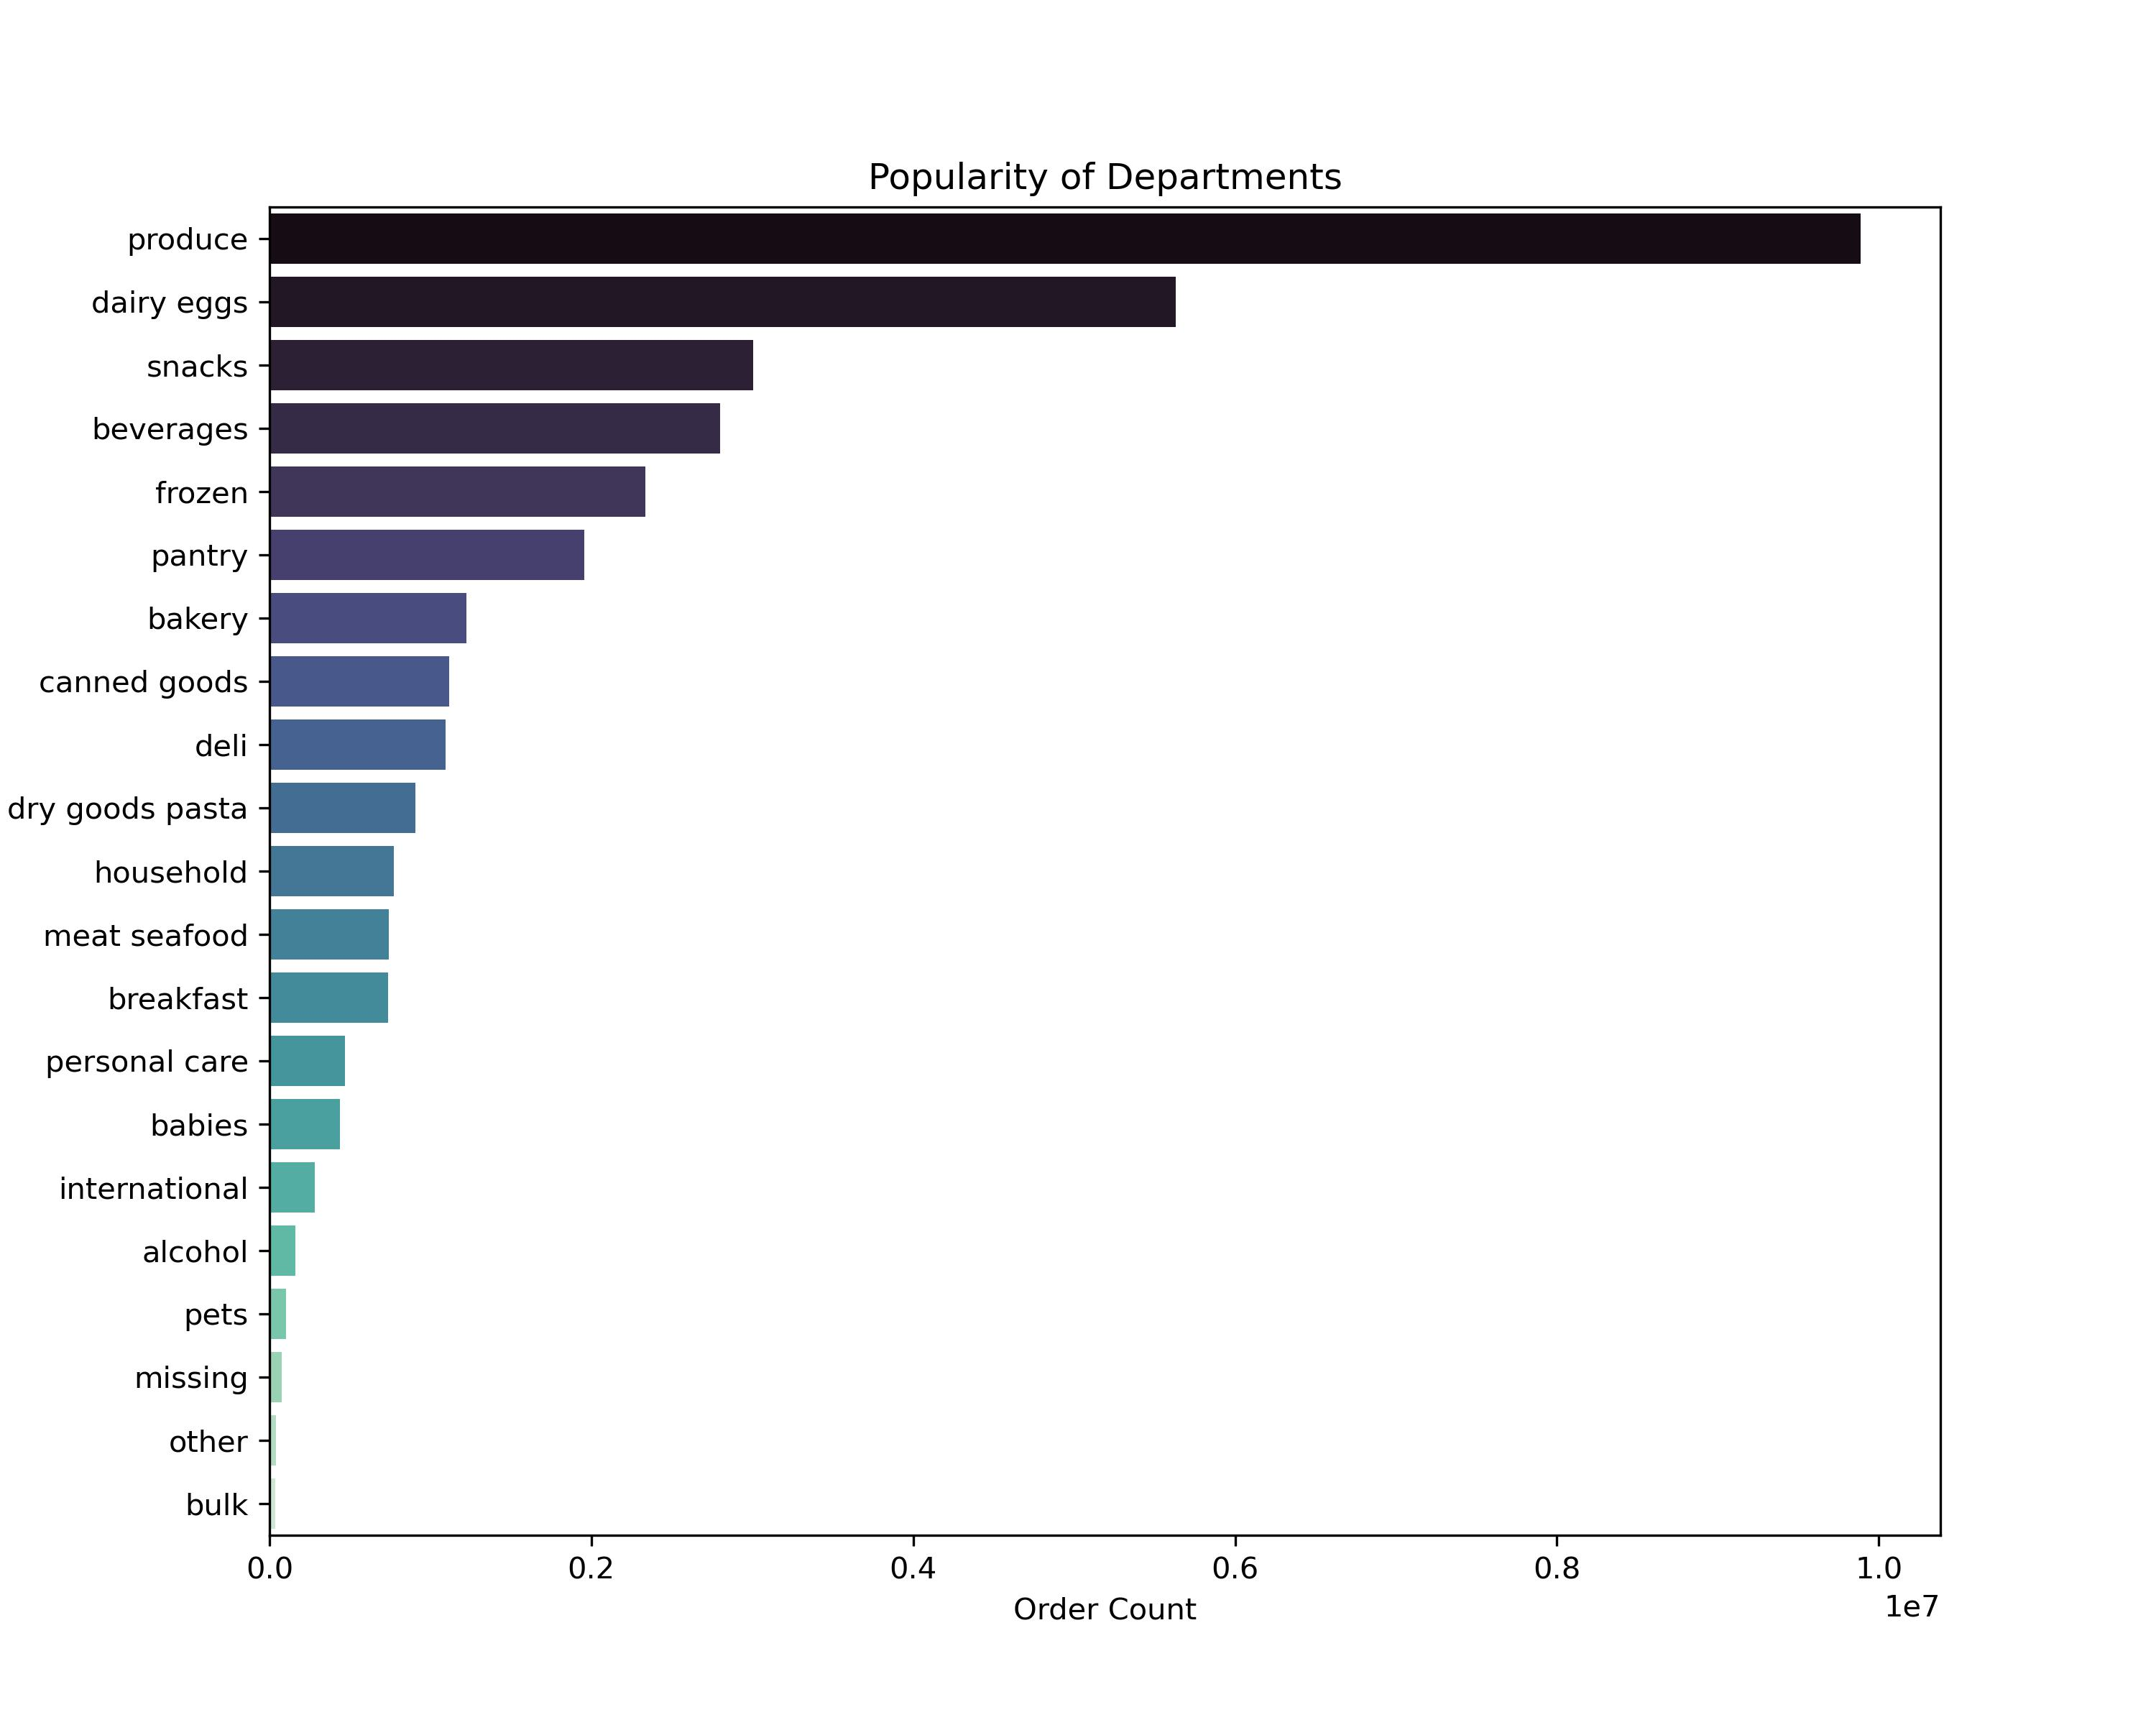 Popularity of Departments
produce
dairy eggs
snacks
beverages
frozen
pantry
bakery
canned goods
deli
dry goods pasta
household
meat seafood
breakfast
personal care
babies
international
alcohol
pets
missing
other
bulk
0.0 0.2 0.4 0.6 0.8 1.0
Order Count
1e7